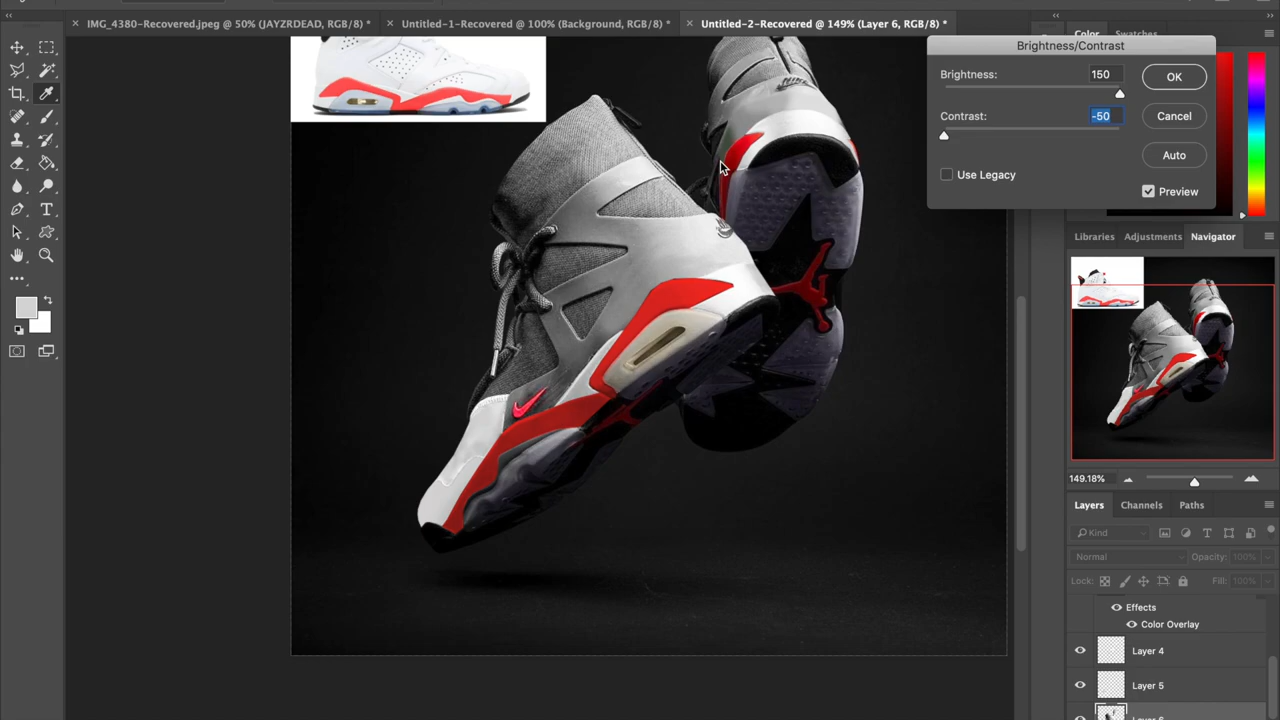 IMG_4380-Recovered.jpeg @ 50% (JAYZRDEAD, RGB/8) *
Untitled-1-Recovered @ 100% (Background, RGB/8) *
Untitled-2-Recovered @ 149% (Layer 6, RGB/8) *
Color
Swatches
Brightness/Contrast
Brightness:
150
OK
Contrast:
-50
Cancel
Auto
Use Legacy
Preview
Libraries
Adjustments
Navigator
149.18%
Layers
Channels
Paths
Kind
Normal
Opacity: 100%
Lock:
Fill: 100%
Effects
Color Overlay
Layer 4
Layer 5
Layer 6